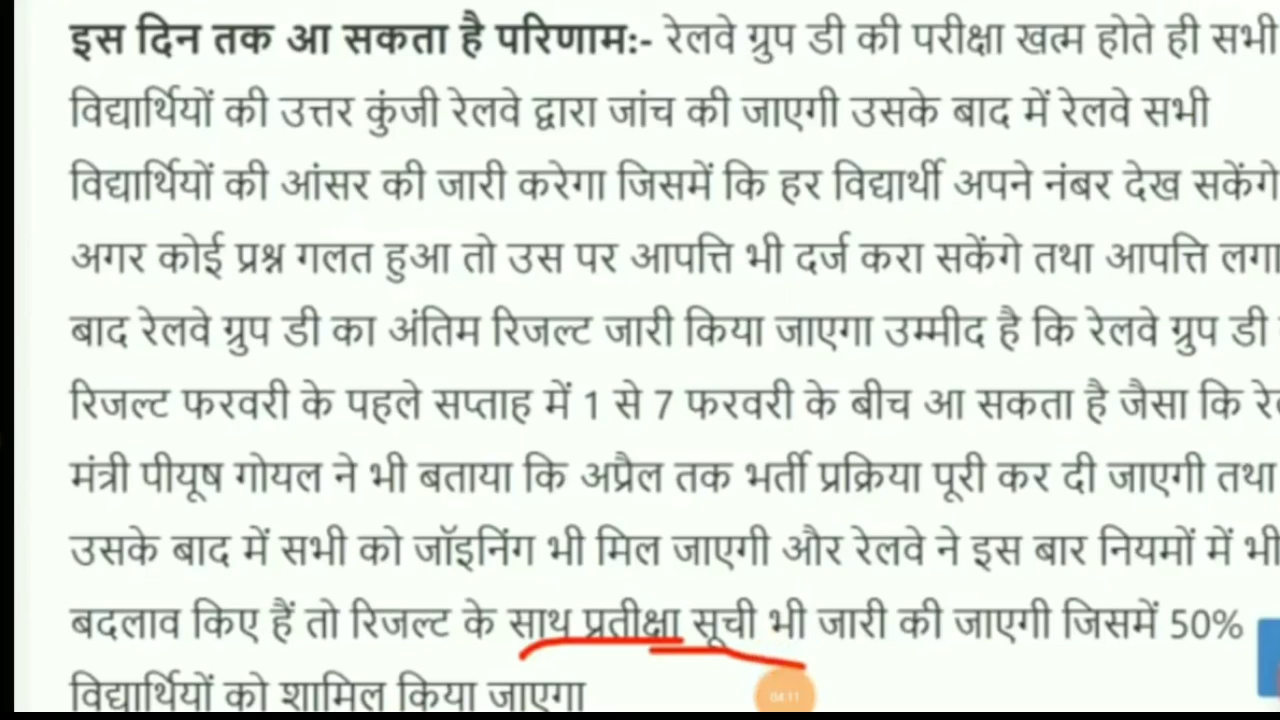 इस दिन तक आ सकता है परिणाम:- रेलवे ग्रुप डी की परीक्षा खत्म होते ही सभी
विद्यार्थियों की उत्तर कुंजी रेलवे द्वारा जांच की जाएगी उसके बाद में रेलवे सभी
विद्यार्थियों की आंसर की जारी करेगा जिसमें कि हर विद्यार्थी अपने नंबर देख सकेंगे
अगर कोई प्रश्न गलत हुआ तो उस पर आपत्ति भी दर्ज करा सकेंगे तथा आपत्ति
बाद रेलवे ग्रुप डी का अंतिम रिजल्ट जारी किया जाएगा उम्मीद है कि रेलवे ग्रुप डी
रिजल्ट फरवरी के पहले सप्ताह में 1 से 7 फरवरी के बीच आ सकता है जैसा कि
मंत्री पीयूष गोयल ने भी बताया कि अप्रैल तक भर्ती प्रक्रिया पूरी कर दी जाएगी तथा
उसके बाद में सभी को जॉइनिंग भी मिल जाएगी और रेलवे ने इस बार नियमों में भी
बदलाव किए हैं तो रिजल्ट के साथ प्रतीक्षा सूची भी जारी की जाएगी जिसमें 50%
विद्यार्थियों को शामिल किया जाएगा
04:11